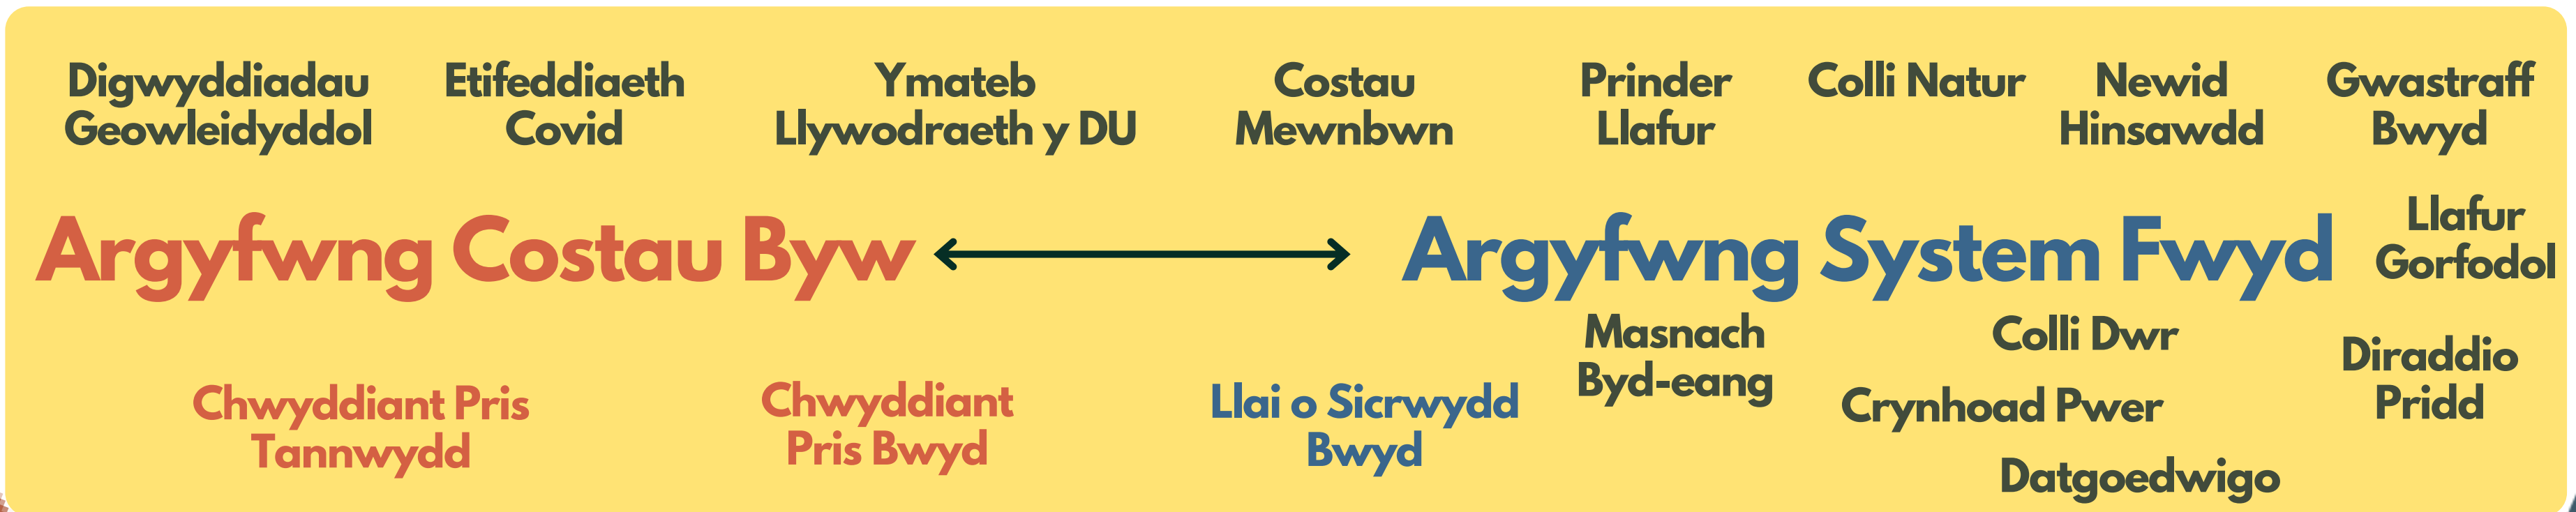 Digwyddiadau
Geowleidyddol
Etifeddiaeth
Covid
Ymateb
Llywodraeth y DU
Costau
Mewnbwn
Prinder
Llafur
Colli Natur
Newid
Hinsawdd
Gwastraff
Bwyd
Argyfwng Costau Byw
Argyfwng System Fwyd
Llafur
Gorfodol
Chwyddiant Pris
Tannwydd
Chwyddiant
Pris Bwyd
Llai o Sicrwydd
Bwyd
Masnach
Byd-eang
Colli Dwr
Crynhoad Pwer
Datgoedwigo
Diraddio
Pridd